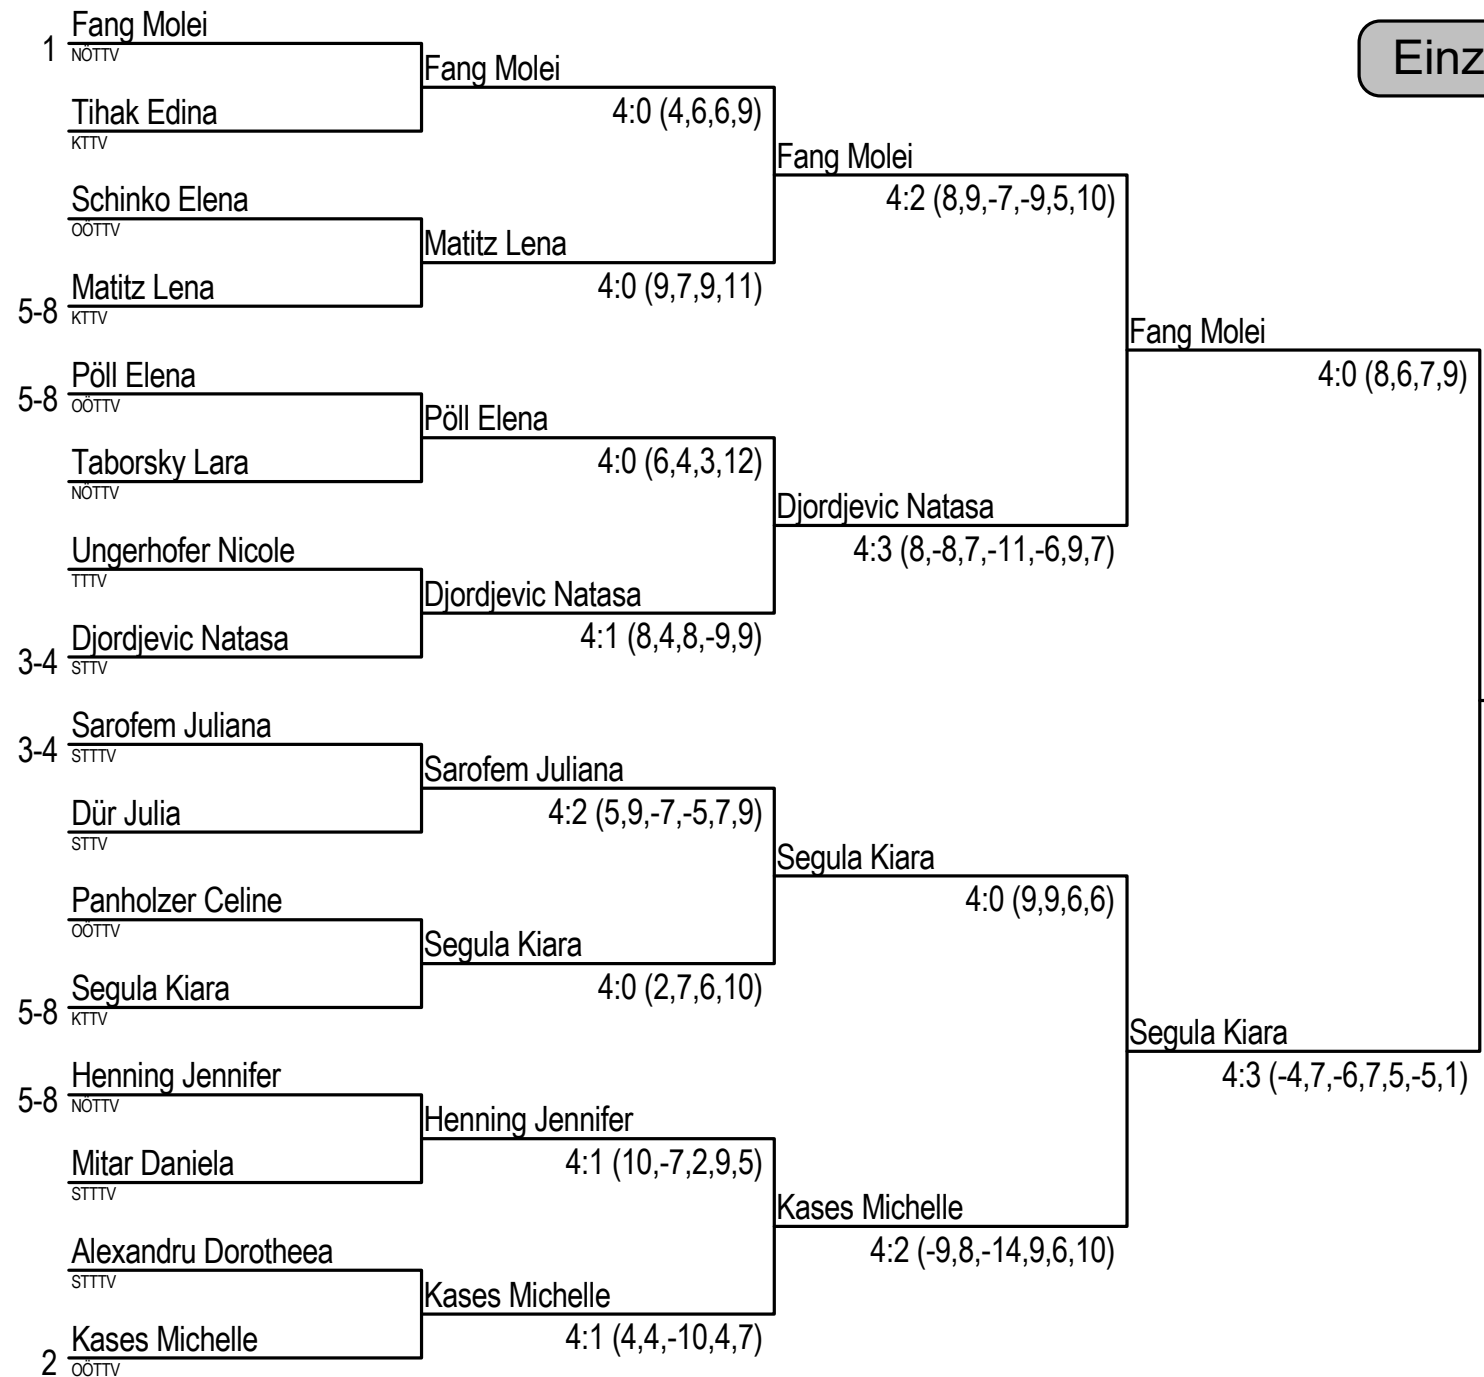 Einz
1
Fang Molei
NÖTTV
Tihak Edina
KTTV
Schinko Elena
OÖTTV
5-8
Matitz Lena
KTTV
5-8
Pöll Elena
OÖTTV
Taborsky Lara
NÖTTV
Ungerhofer Nicole
TTTV
3-4
Djordjevic Natasa
STTV
3-4
Sarofem Juliana
STTTV
Dür Julia
STTV
Panholzer Celine
OÖTTV
5-8
Segula Kiara
KTTV
5-8
Henning Jennifer
NÖTTV
Mitar Daniela
STTTV
Alexandru Dorotheea
STTTV
2
Kases Michelle
OÖTTV
Fang Molei
4:0 (4,6,6,9)
Matitz Lena
4:0 (9,7,9,11)
Pöll Elena
4:0 (6,4,3,12)
Djordjevic Natasa
4:1 (8,4,8,-9,9)
Sarofem Juliana
4:2 (5,9,-7,-5,7,9)
Segula Kiara
4:0 (2,7,6,10)
Henning Jennifer
4:1 (10,-7,2,9,5)
Kases Michelle
4:1 (4,4,-10,4,7)
Fang Molei
4:2 (8,9,-7,-9,5,10)
Djordjevic Natasa
4:3 (8,-8,7,-11,-6,9,7)
Segula Kiara
4:0 (9,9,6,6)
Kases Michelle
4:2 (-9,8,-14,9,6,10)
Fang Molei
4:0 (8,6,7,9)
Segula Kiara
4:3 (-4,7,-6,7,5,-5,1)